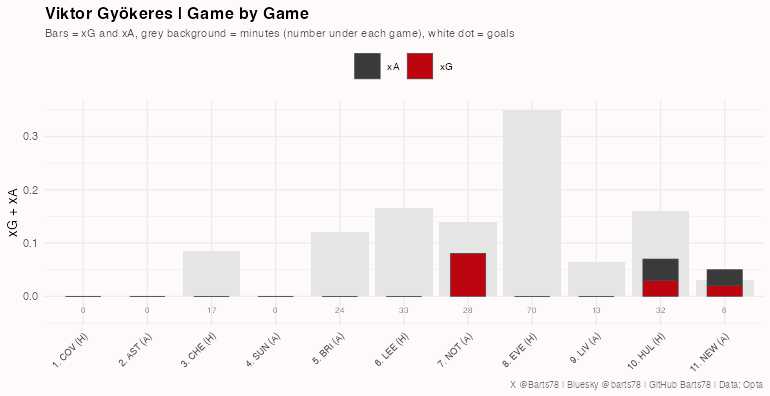 Viktor Gyökeres | Game by Game
Bars = xG and xA, grey background = minutes (number under each game), white dot = goals
xA xG
xG + xA
0.3
0.2
0.1
0.0
0 0 17 0 24 33 28 70 13 32 6
1. COV (H) 2. AST (A) 3. CHE (H) 4. SUN (A) 5. BRI (A) 6. LEE (H) 7. NOT (A) 8. EVE (H) 9. LIV (A) 10. HUL (H) 11. NEW (A)
X @Barts78 | Bluesky @barts78 | GitHub Barts78 | Data: Opta